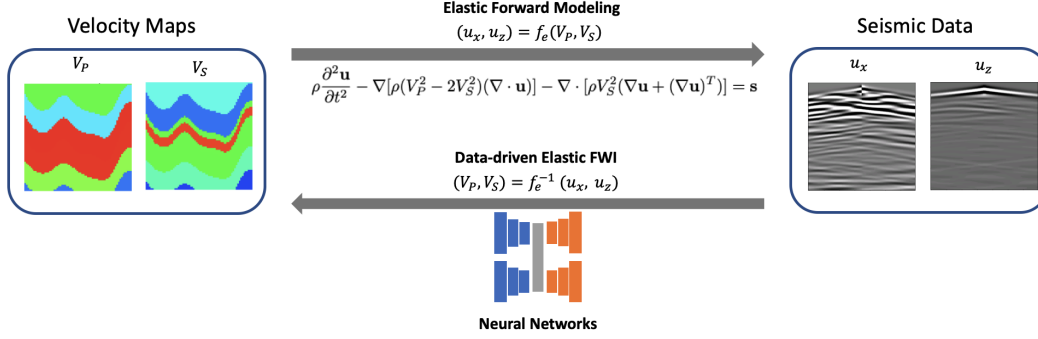 Elastic Forward Modeling
Velocity Maps
(u_x, u_z) = f_e(V_P, V_S)
Seismic Data
V_P V_S
ρ ∂²u/∂t² − ∇[ρ(V_P² − 2V_S²)(∇ · u)] − ∇ · [ρV_S²(∇u + (∇u)^T)] = s
u_x u_z
Data-driven Elastic FWI
(V_P, V_S) = f_e^{-1} (u_x, u_z)
Neural Networks